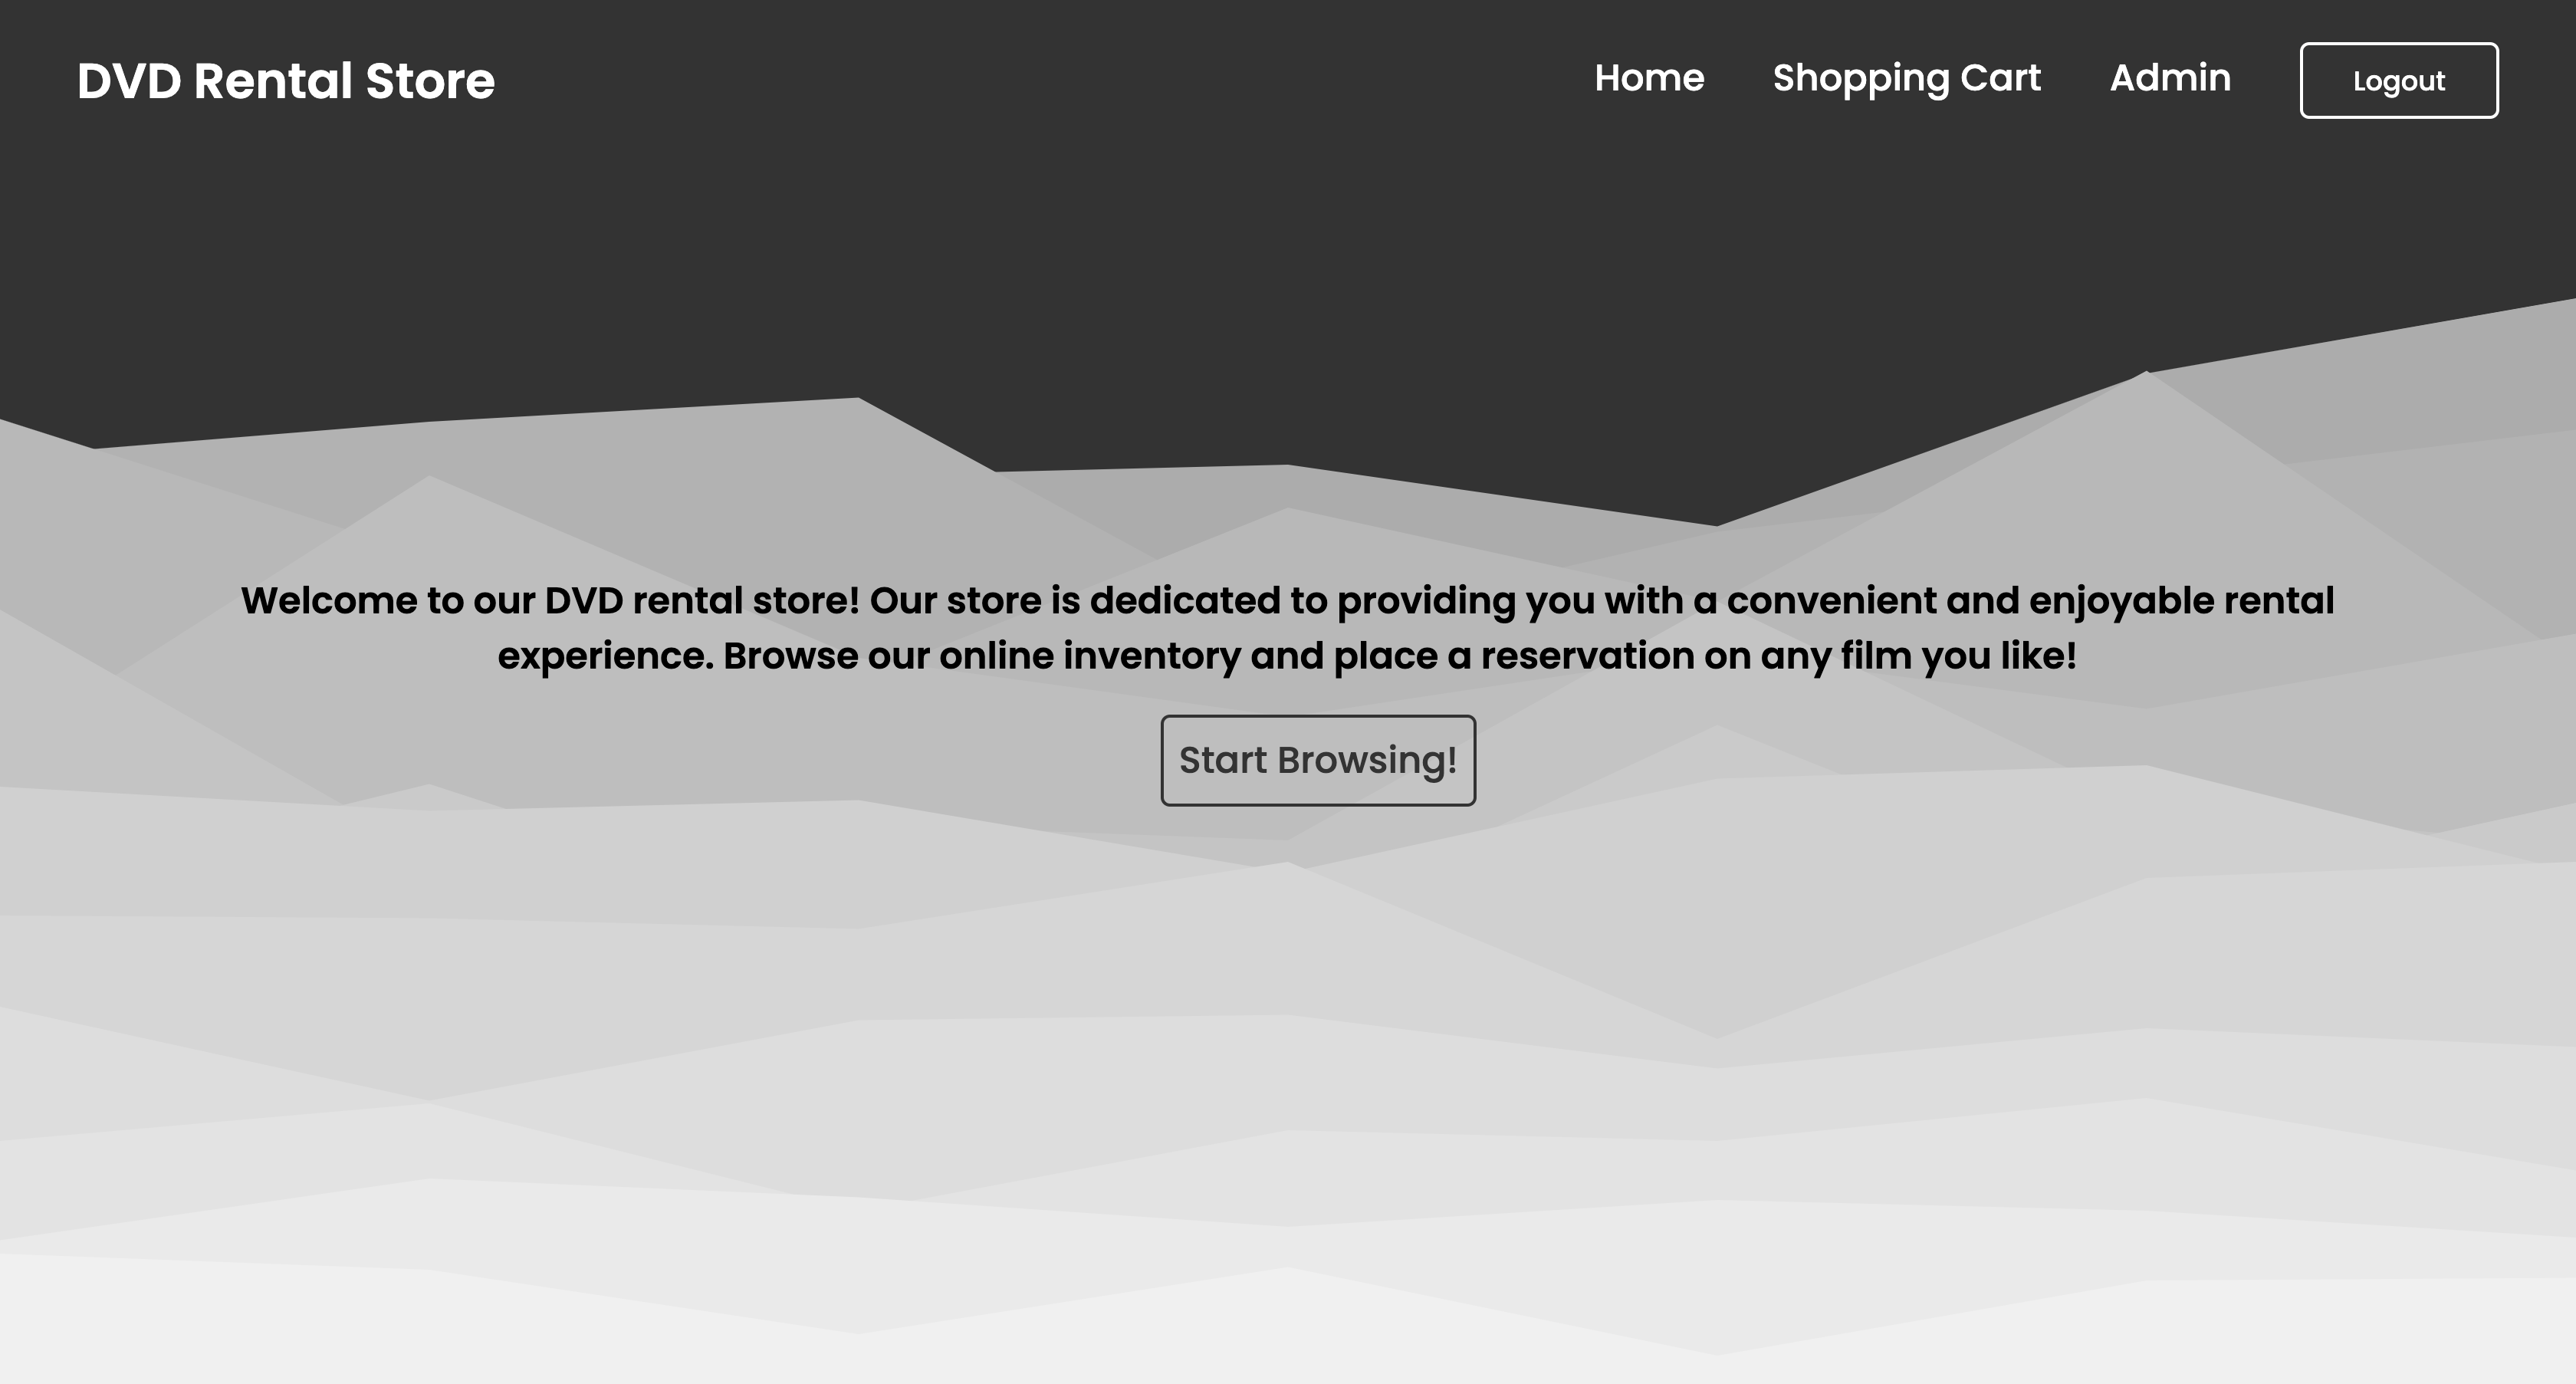 DVD Rental Store
Home
Shopping Cart
Admin
Logout
Welcome to our DVD rental store! Our store is dedicated to providing you with a convenient and enjoyable rental
experience. Browse our online inventory and place a reservation on any film you like!
Start Browsing!